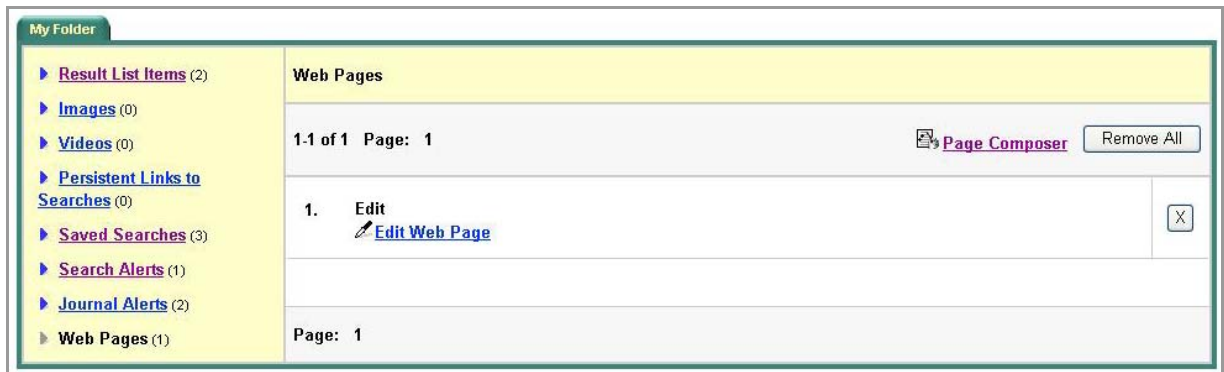 My Folder
Result List Items (2)
Images (0)
Videos (0)
Persistent Links to
Searches (0)
Saved Searches (3)
Search Alerts (1)
Journal Alerts (2)
Web Pages (1)
Web Pages
1-1 of 1 Page: 1 Page Composer Remove All
1. Edit
Edit Web Page
X
Page: 1